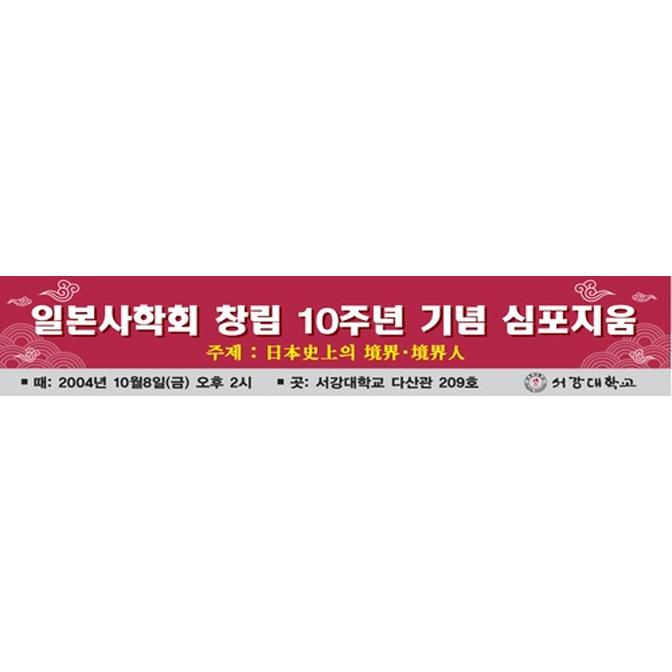 일본사학회 창립 10주년 기념 심포지움
주제 : 日本史上의 境界·境界人
■ 때: 2004년 10월8일(금) 오후 2시 ■ 곳: 서강대학교 다산관 209호 서강대학교